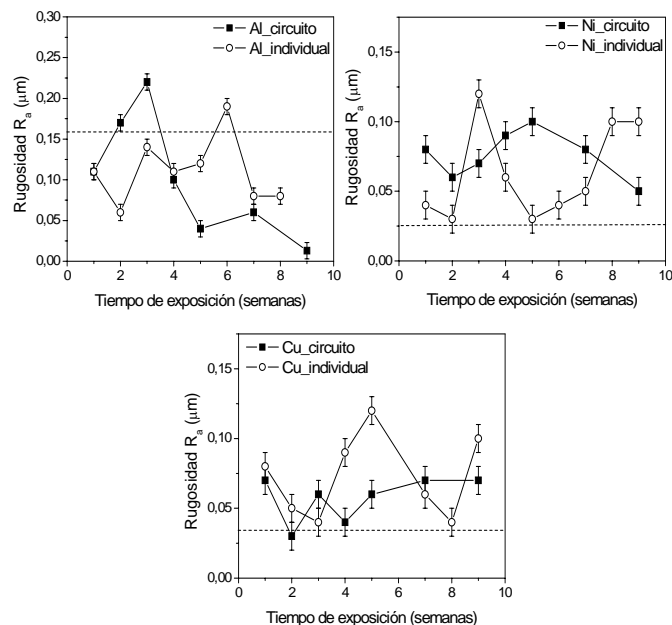 0,30
0,25
0,20
0,15
0,10
0,05
0,00
Rugosidad Rₐ (μm)
Al_circuito
Al_individual
0 2 4 6 8 10
Tiempo de exposición (semanas)
0,15
0,10
0,05
0,00
Rugosidad Rₐ (μm)
Ni_circuito
Ni_individual
0 2 4 6 8 10
Tiempo de exposición (semanas)
0,15
0,10
0,05
0,00
Rugosidad Rₐ (μm)
Cu_circuito
Cu_individual
0 2 4 6 8 10
Tiempo de exposición (semanas)